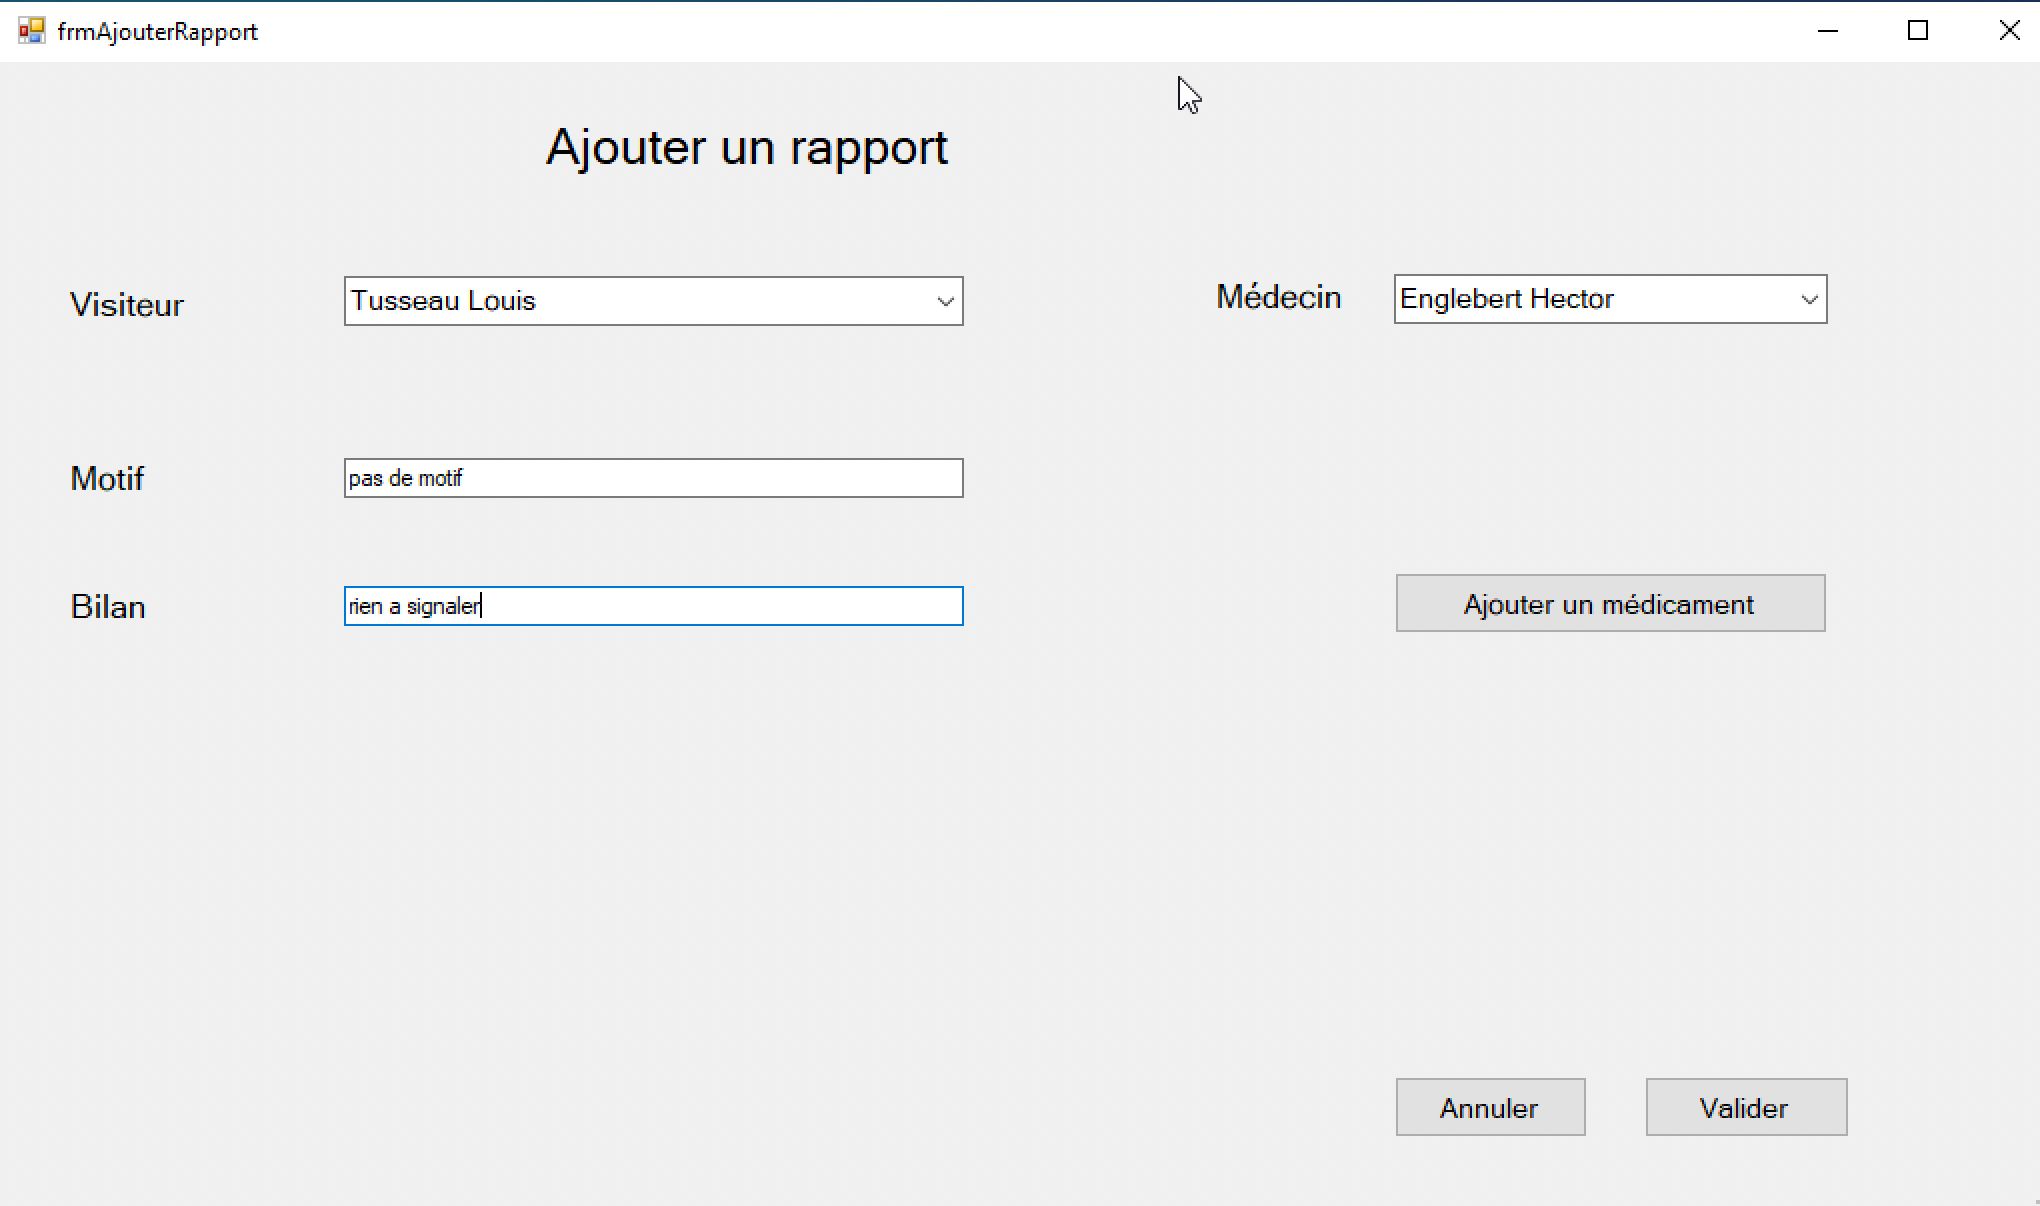 frmAjouterRapport
Ajouter un rapport
Visiteur
Tusseau Louis
Médecin
Englebert Hector
Motif
pas de motif
Bilan
rien a signaler
Ajouter un médicament
Annuler
Valider